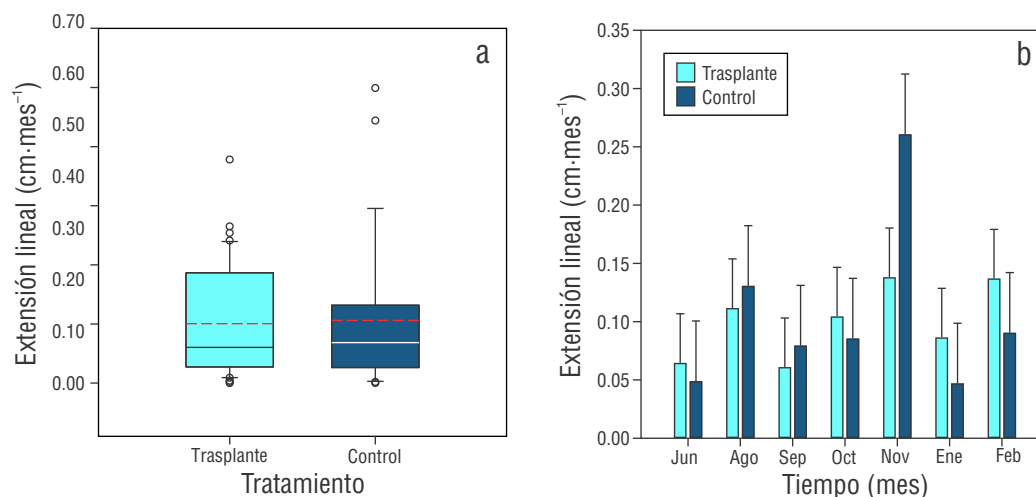 a
Extensión lineal (cm·mes⁻¹)
0.70
0.60
0.50
0.40
0.30
0.20
0.10
0.00
Trasplante
Control
Tratamiento
b
Extensión lineal (cm·mes⁻¹)
0.35
0.30
0.25
0.20
0.15
0.10
0.05
0.00
Trasplante
Control
Jun Ago Sep Oct Nov Ene Feb
Tiempo (mes)